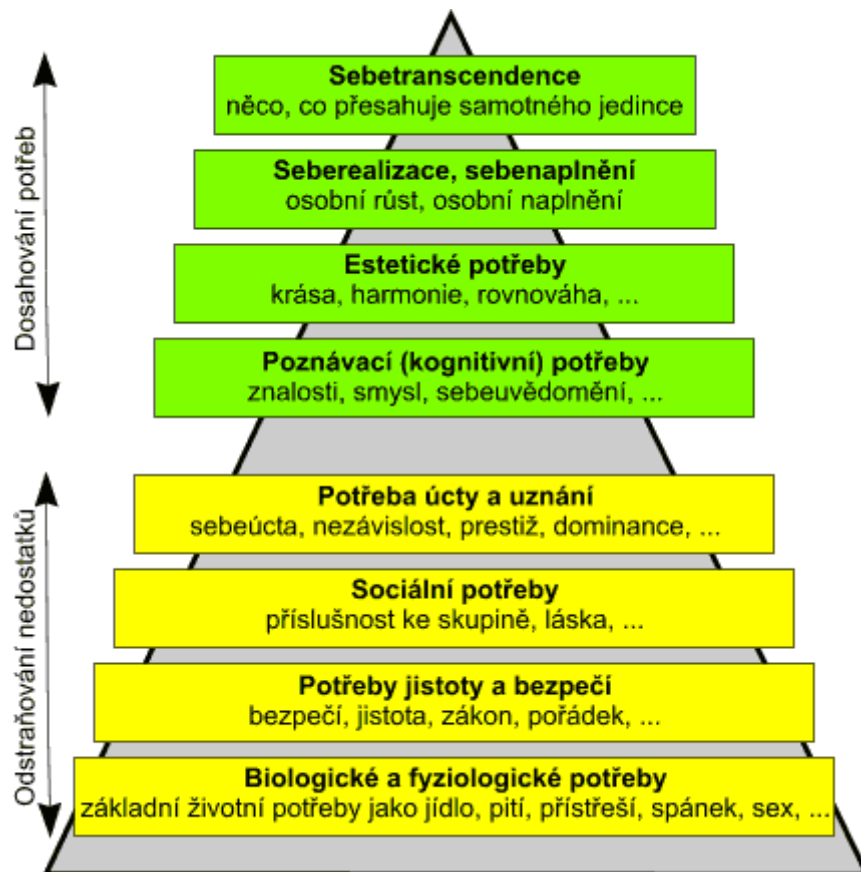 Sebetranscendence
něco, co přesahuje samotného jedince
Seberealizace, sebenaplnění
osobní růst, osobní naplnění
Estetické potřeby
krása, harmonie, rovnováha, ...
Poznávací (kognitivní) potřeby
znalosti, smysl, sebeuvědomění, ...
Dosahování potřeb
Potřeba úcty a uznání
sebeúcta, nezávislost, prestiž, dominance, ...
Sociální potřeby
příslušnost ke skupině, láska, ...
Potřeby jistoty a bezpečí
bezpečí, jistota, zákon, pořádek, ...
Biologické a fyziologické potřeby
základní životní potřeby jako jídlo, pití, přístřeší, spánek, sex, ...
Odstraňování nedostatků